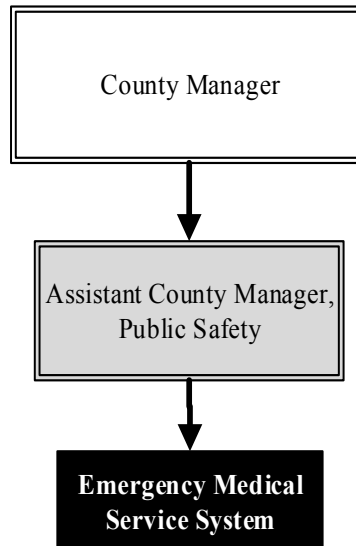 County Manager
Assistant County Manager,
Public Safety
Emergency Medical
Service System